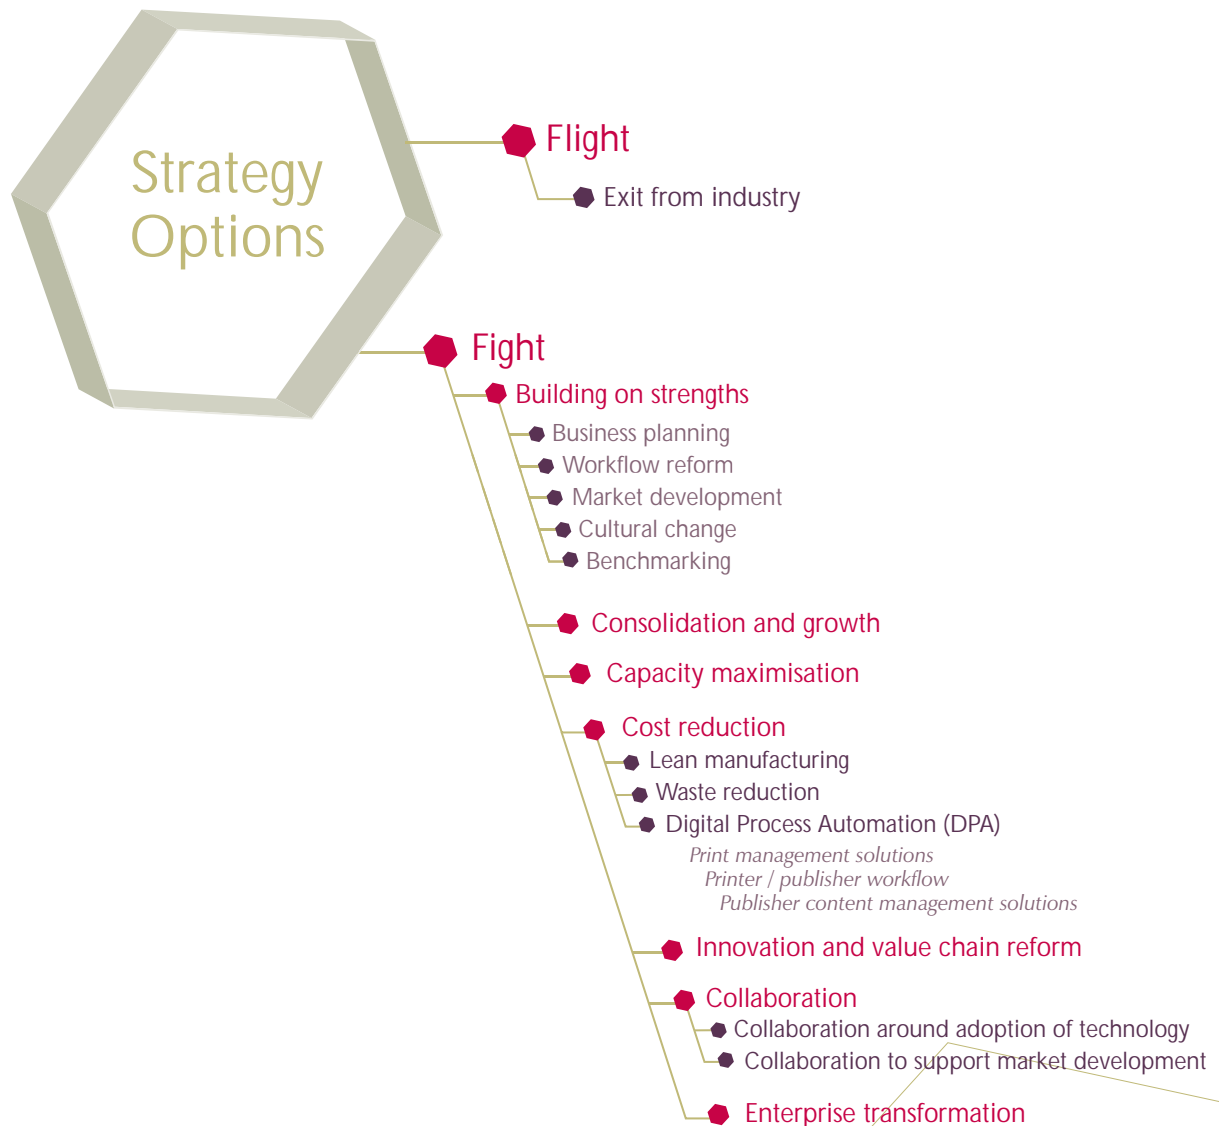 Strategy
Options
Flight
Exit from industry
Fight
Building on strengths
Business planning
Workflow reform
Market development
Cultural change
Benchmarking
Consolidation and growth
Capacity maximisation
Cost reduction
Lean manufacturing
Waste reduction
Digital Process Automation (DPA)
Print management solutions
Printer / publisher workflow
Publisher content management solutions
Innovation and value chain reform
Collaboration
Collaboration around adoption of technology
Collaboration to support market development
Enterprise transformation